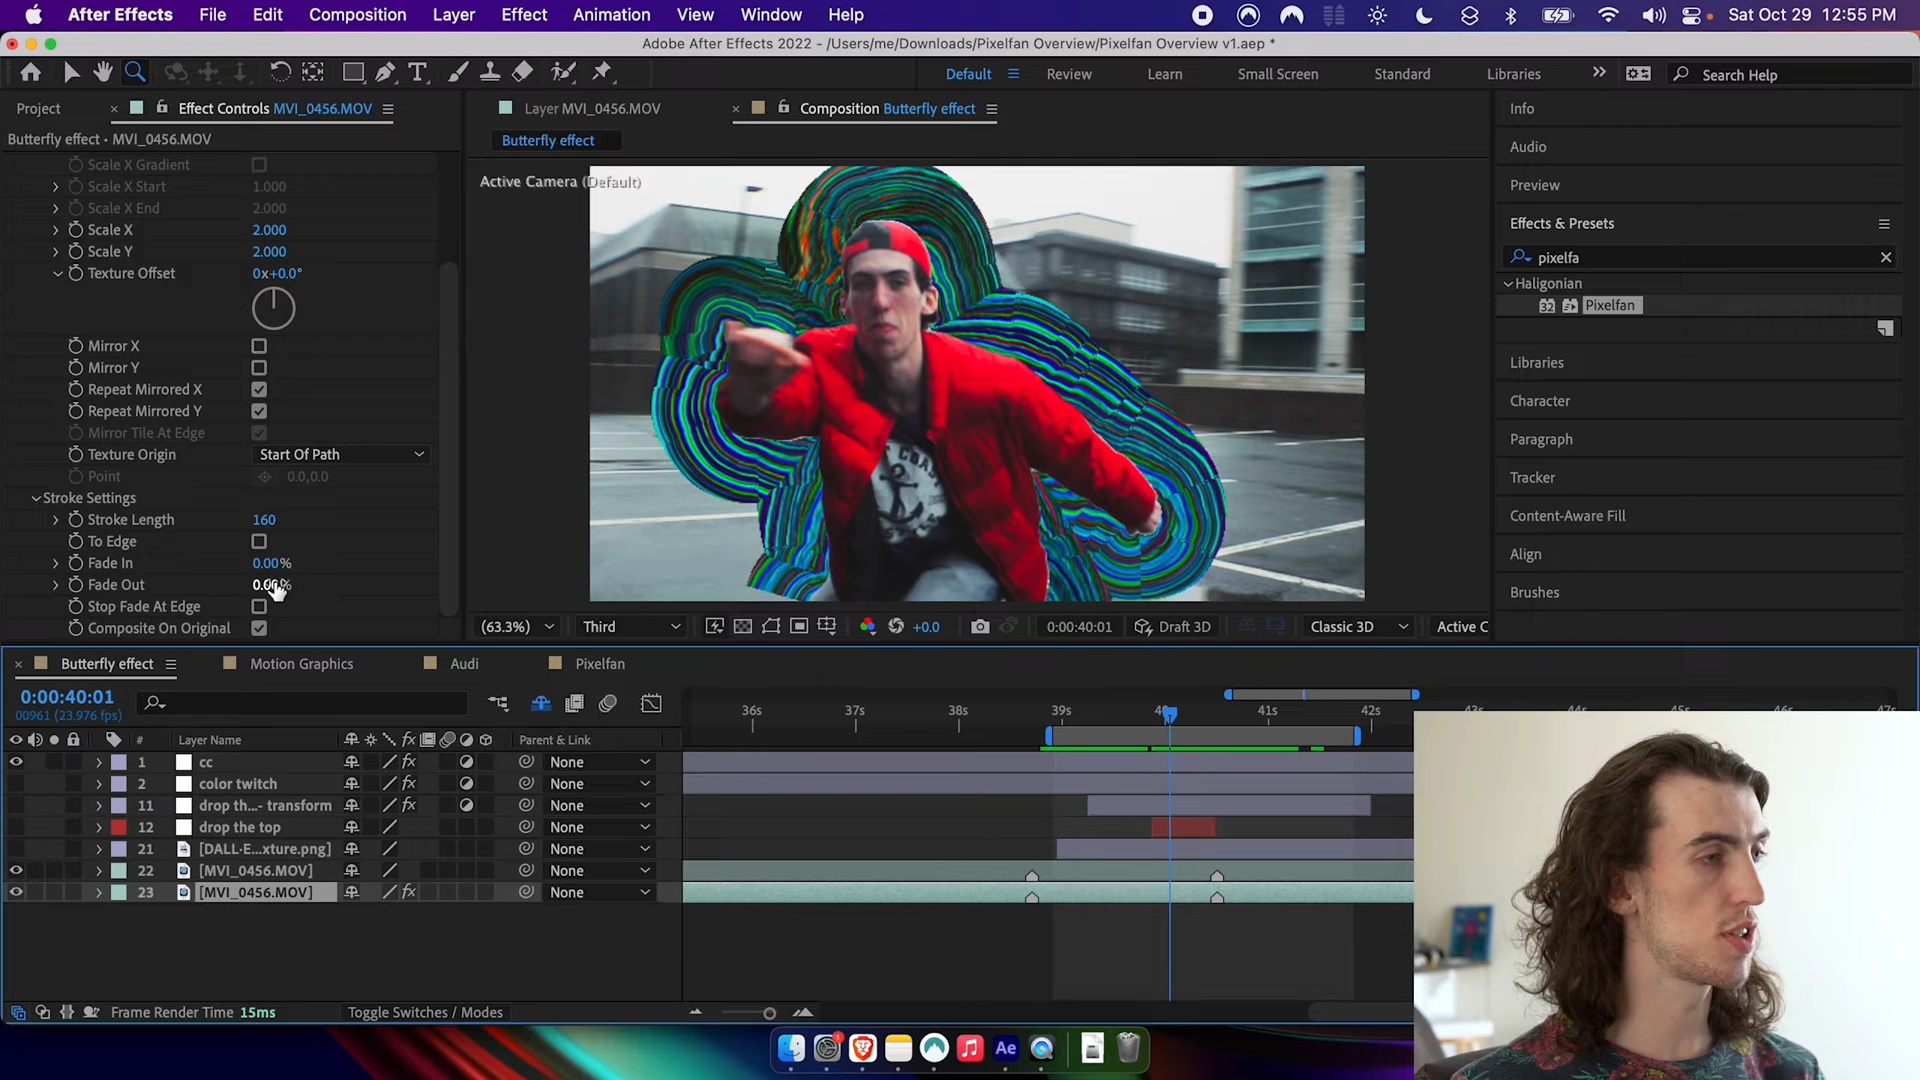 After Effects File Edit Composition Layer Effect Animation View Window Help Sat Oct 29 12:55 PM
Adobe After Effects 2022 - /Users/me/Downloads/Pixelfan Overview/Pixelfan Overview v1.aep *
Default Review Learn Small Screen Standard Libraries Search Help
Project Effect Controls MVI_0456.MOV Layer MVI_0456.MOV Composition Butterfly effect Info
Butterfly effect • MVI_0456.MOV Butterfly effect Audio
Scale X Gradient
Scale X Start 1.000
Scale X End 2.000
Scale X 2.000
Scale Y 2.000
Texture Offset 0x+0.0°
Mirror X
Mirror Y
Repeat Mirrored X
Repeat Mirrored Y
Mirror Tile At Edge
Texture Origin Start Of Path
Point 0.0,0.0
Stroke Settings
Stroke Length 160
To Edge
Fade In 0.00%
Fade Out
Stop Fade At Edge
Composite On Original
Active Camera (Default)
(63.3%) Third +0.0 0:00:40:01 Draft 3D Classic 3D Active C
Preview
Effects & Presets
pixelfa
Haligonian
32 Pixelfan
Libraries
Character
Paragraph
Tracker
Content-Aware Fill
Align
Brushes
Butterfly effect Motion Graphics Audi Pixelfan
0:00:40:01
00961 (23.976 fps)
36s 37s 38s 39s 41s 42s
# Layer Name fx Parent & Link
1 cc fx None
2 color twitch None
11 drop th...- transform fx None
12 drop the top None
21 [DALL·E...xture.png] None
22 [MVI_0456.MOV] None
23 [MVI_0456.MOV] fx None
Frame Render Time 15ms Toggle Switches / Modes
Ae